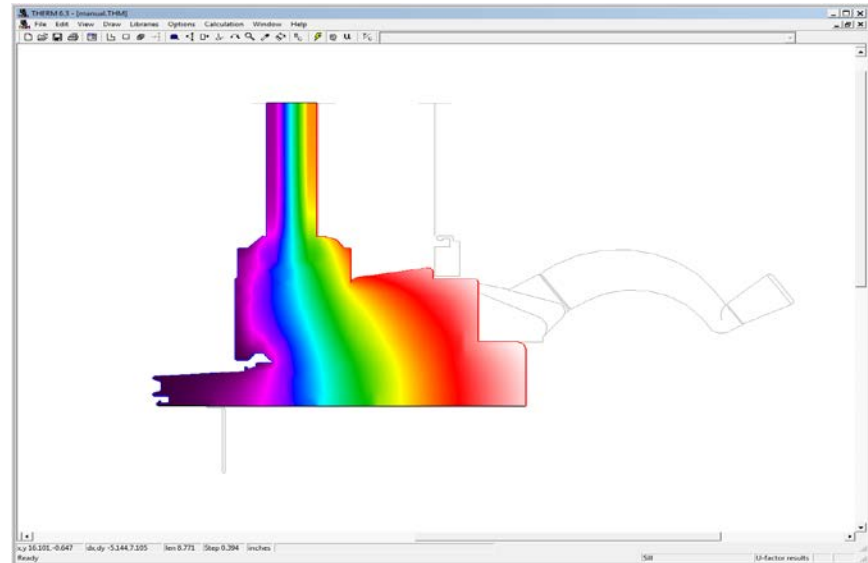 THERM 6.3 - [manual.THM]
File Edit View Draw Libraries Options Calculation Window Help
x,y 16.101,-0.647 dx,dy -5.144,7.105 len 8.771 Step 0.394 inches
Ready Sill U-factor results